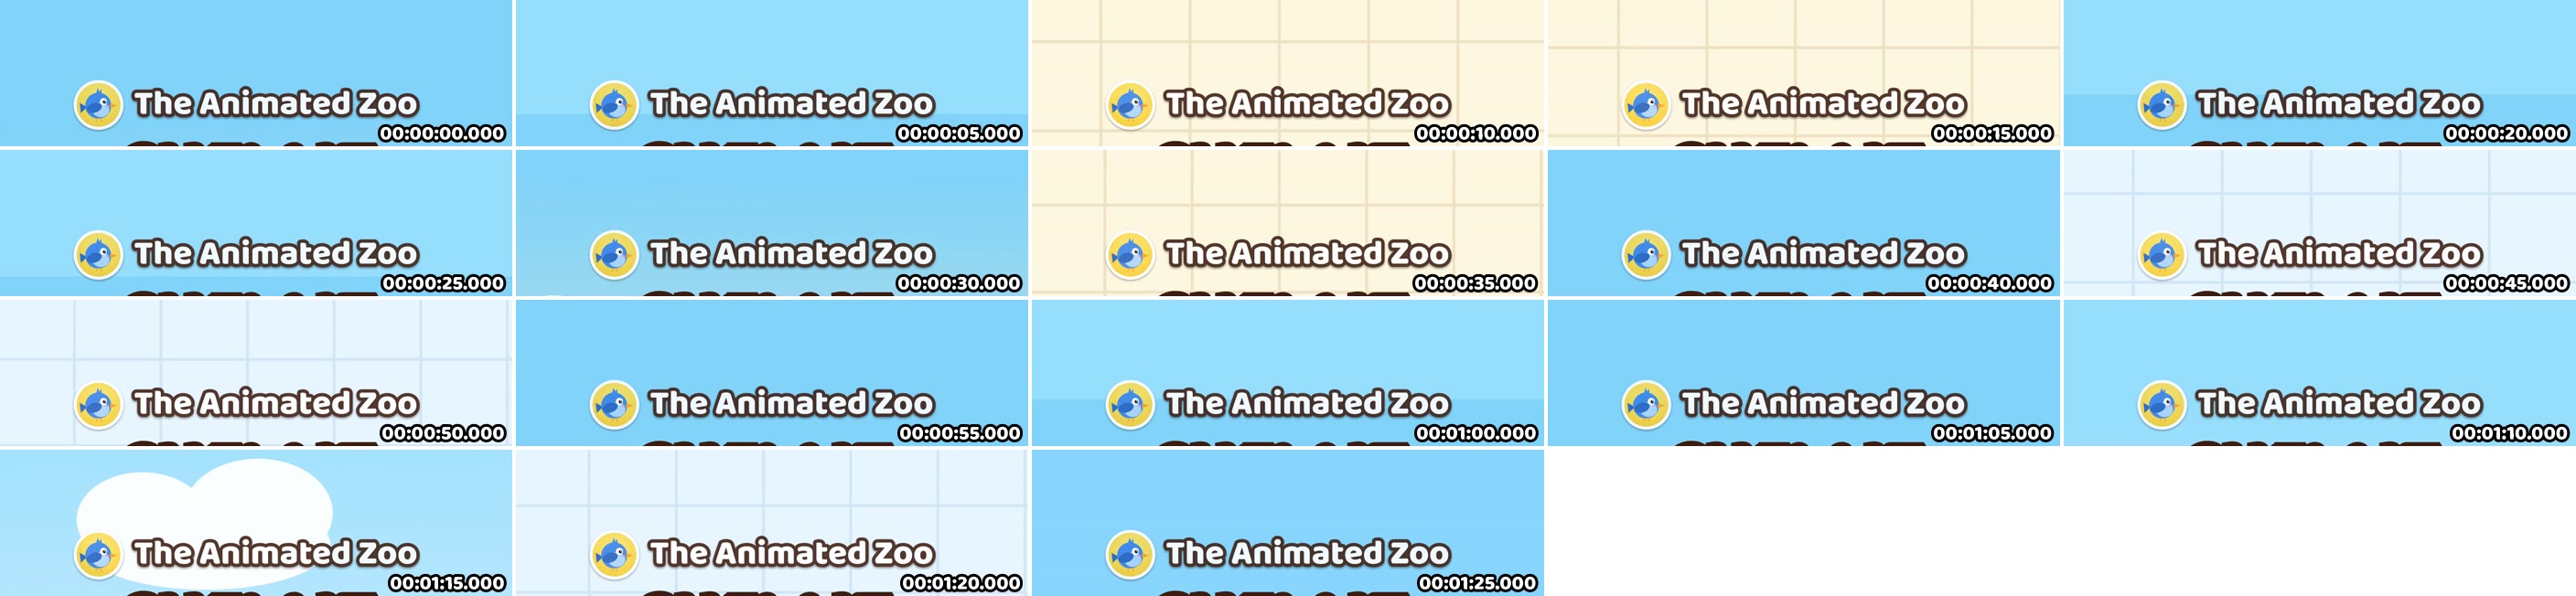 The Animated Zoo
00:00:00.000
The Animated Zoo
00:00:05.000
The Animated Zoo
00:00:10.000
The Animated Zoo
00:00:15.000
The Animated Zoo
00:00:20.000
The Animated Zoo
00:00:25.000
The Animated Zoo
00:00:30.000
The Animated Zoo
00:00:35.000
The Animated Zoo
00:00:40.000
The Animated Zoo
00:00:45.000
The Animated Zoo
00:00:50.000
The Animated Zoo
00:00:55.000
The Animated Zoo
00:01:00.000
The Animated Zoo
00:01:05.000
The Animated Zoo
00:01:10.000
The Animated Zoo
00:01:15.000
The Animated Zoo
00:01:20.000
The Animated Zoo
00:01:25.000